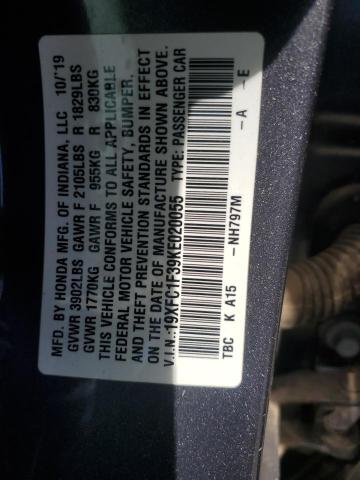 MFD. BY HONDA MFG. OF INDIANA, LLC 10/'19
GVWR 3902LBS GAWR F 2105LBS R 1829LBS
GVWR 1770KG GAWR F 955KG R 830KG
THIS VEHICLE CONFORMS TO ALL APPLICABLE
FEDERAL MOTOR VEHICLE SAFETY, BUMPER,
AND THEFT PREVENTION STANDARDS IN EFFECT
ON THE DATE OF MANUFACTURE SHOWN ABOVE.
V.I.N.:19XFC1F39KE020055 TYPE: PASSENGER CAR
TBC K A15 -NH797M -A -E